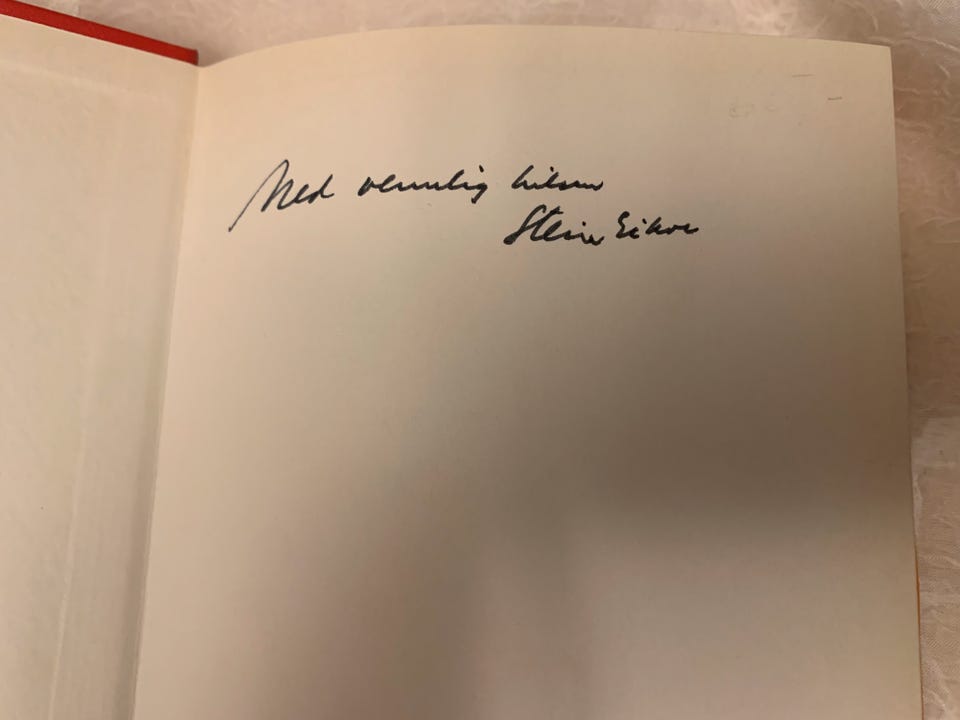 Med vennlig hilsen
Stein